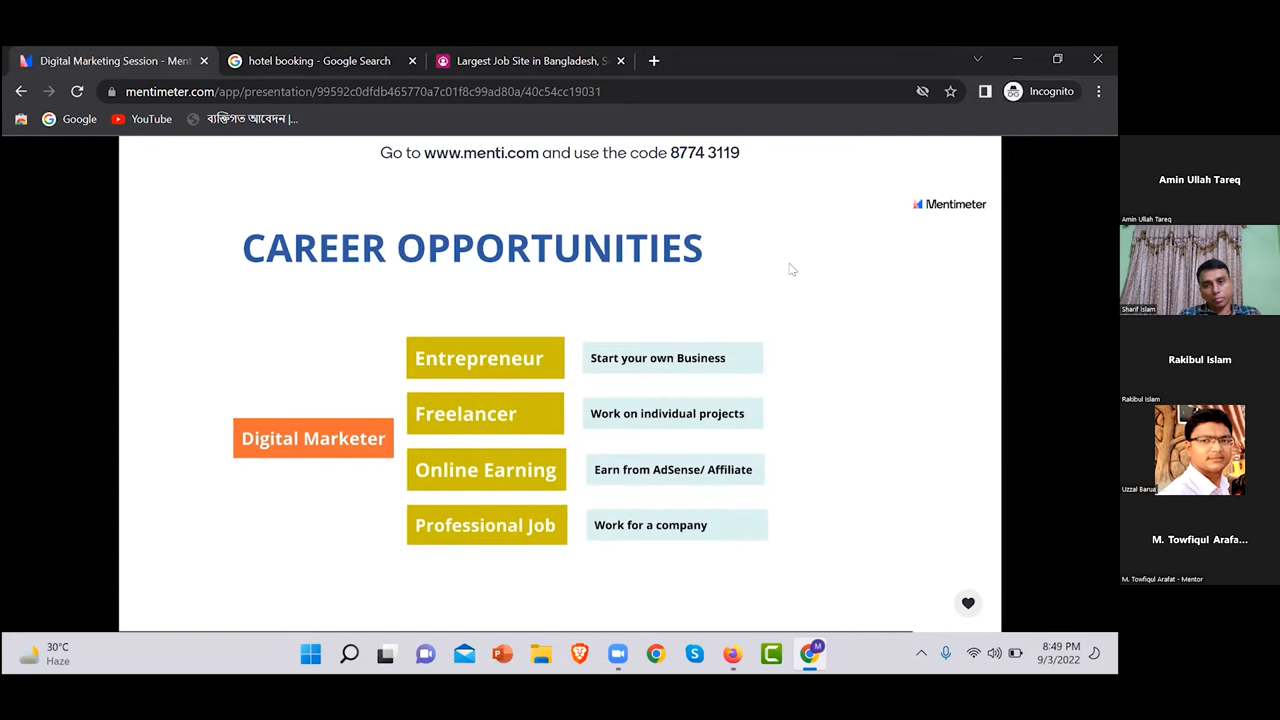 Digital Marketing Session - Ment
hotel booking - Google Search
Largest Job Site in Bangladesh, S
mentimeter.com/app/presentation/99592c0dfdb465770a7c01f8c99ad80a/40c54cc19031
Incognito
Google
YouTube
ব্যক্তিগত আবেদন |...
Go to www.menti.com and use the code 8774 3119
Mentimeter
CAREER OPPORTUNITIES
Entrepreneur
Start your own Business
Freelancer
Work on individual projects
Digital Marketer
Online Earning
Earn from AdSense/ Affiliate
Professional Job
Work for a company
Amin Ullah Tareq
Amin Ullah Tareq
Sharif Islam
Rakibul Islam
Rakibul Islam
Uzzal Barua
M. Towfiqul Arafa...
M. Towfiqul Arafat - Mentor
30°C
Haze
M
8:49 PM
9/3/2022